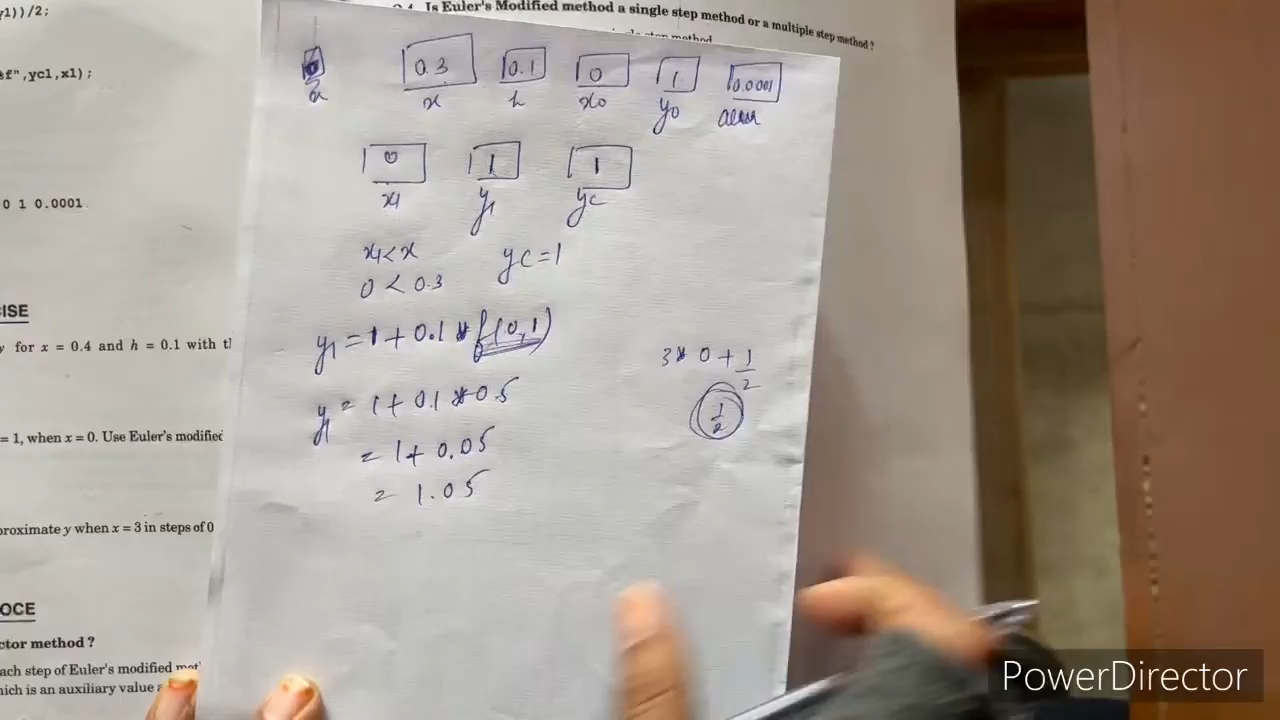 y1))/2;
Is Euler's Modified method a single step method or a multiple step method ?
step method
f",yc1,x1);
0.3 0.1 0 1 0.0001
x h x0 y0 aerr
0 1 1
x1 y1 yc
0 1 0.0001
x1 < x yc = 1
0 < 0.3
ISE
y1 = 1 + 0.1 * f(0,1)
y for x = 0.4 and h = 0.1 with
3 * 0 + 1/2
y1 = 1 + 0.1 * 0.5
1/2
= 1, when x = 0. Use Euler's modified
= 1 + 0.05
= 1.05
proximate y when x = 3 in steps of 0
OCE
ctor method ?
ach step of Euler's modified
hich is an auxiliary value
PowerDirector